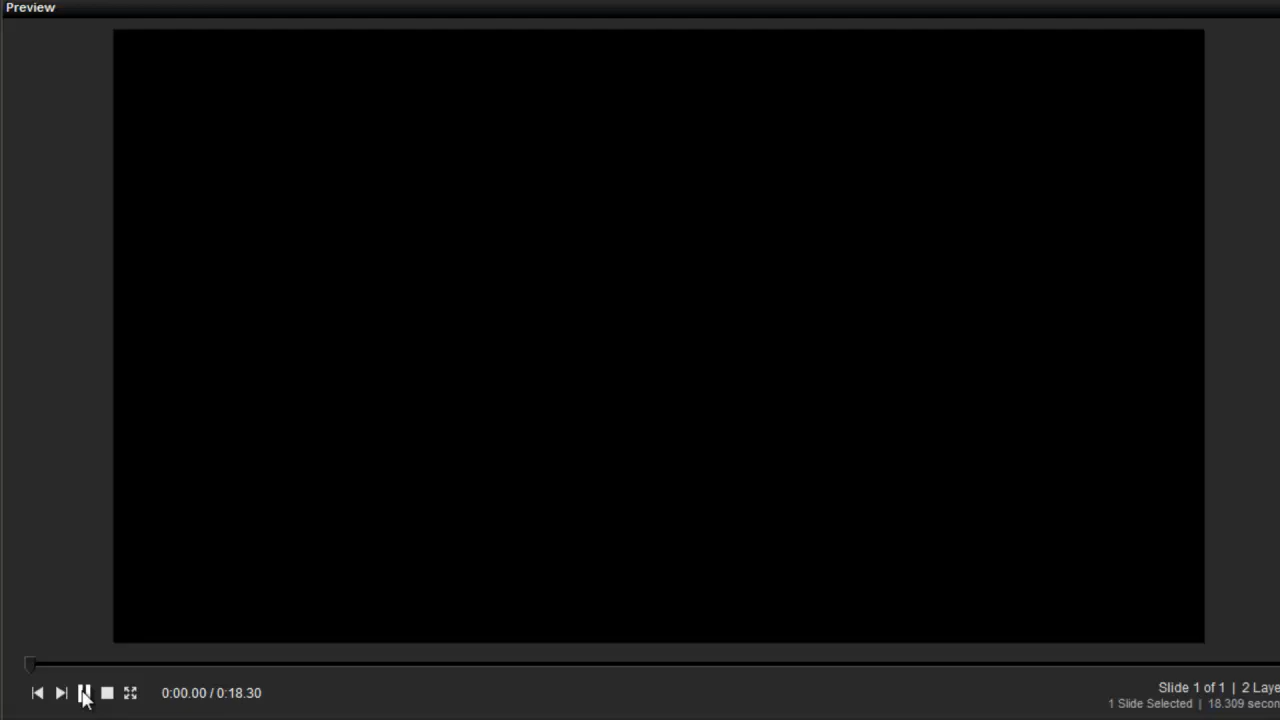 Preview
0:00.00 / 0:18.30
Slide 1 of 1 | 2 Laye
1 Slide Selected | 18.309 secon